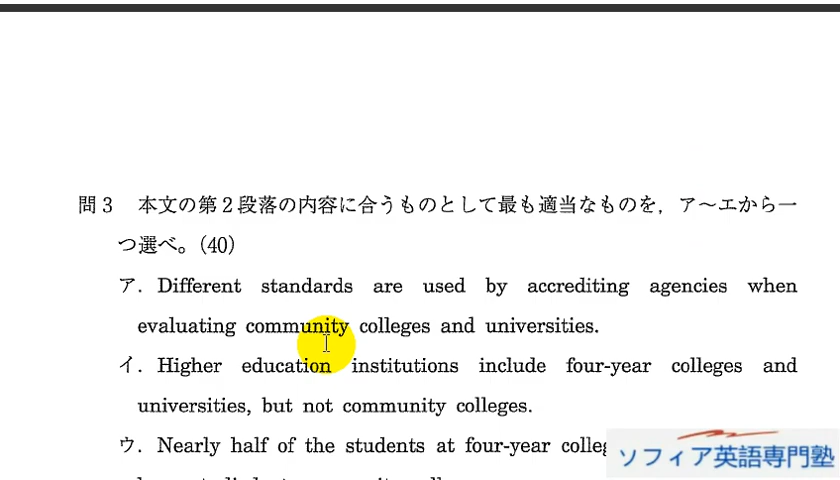 問3 本文の第2段落の内容に合うものとして最も適当なものを，ア～エから一
つ選べ。(40)
ア．Different standards are used by accrediting agencies when
evaluating community colleges and universities.
イ．Higher education institutions include four-year colleges and
universities, but not community colleges.
ウ．Nearly half of the students at four-year
ソフィア英語専門塾